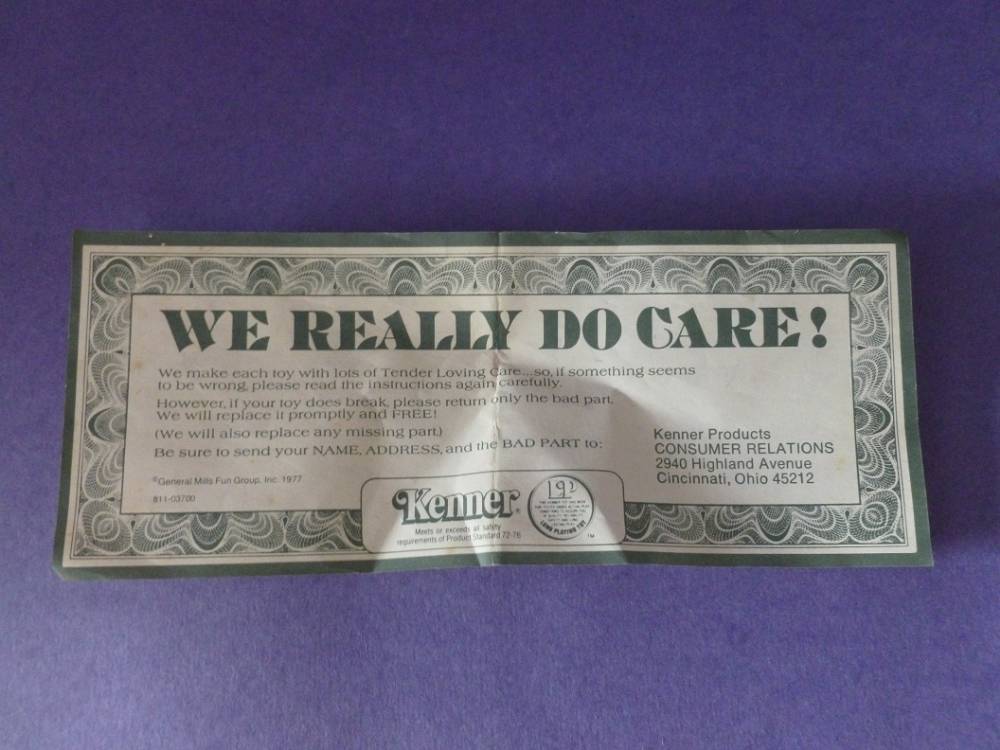 WE REALLY DO CARE!
We make each toy with lots of Tender Loving Care...so, if something seems
to be wrong, please read the instructions again carefully.
However, if your toy does break, please return only the bad part.
We will replace it promptly and FREE!
(We will also replace any missing part.)
Be sure to send your NAME, ADDRESS, and the BAD PART to:
Kenner Products
CONSUMER RELATIONS
2940 Highland Avenue
Cincinnati, Ohio 45212
©General Mills Fun Group, Inc. 1977
811-03700
Kenner®
Meets or exceeds all safety
requirements of Product Standard 72-76
LONG PLAYING TOY
™